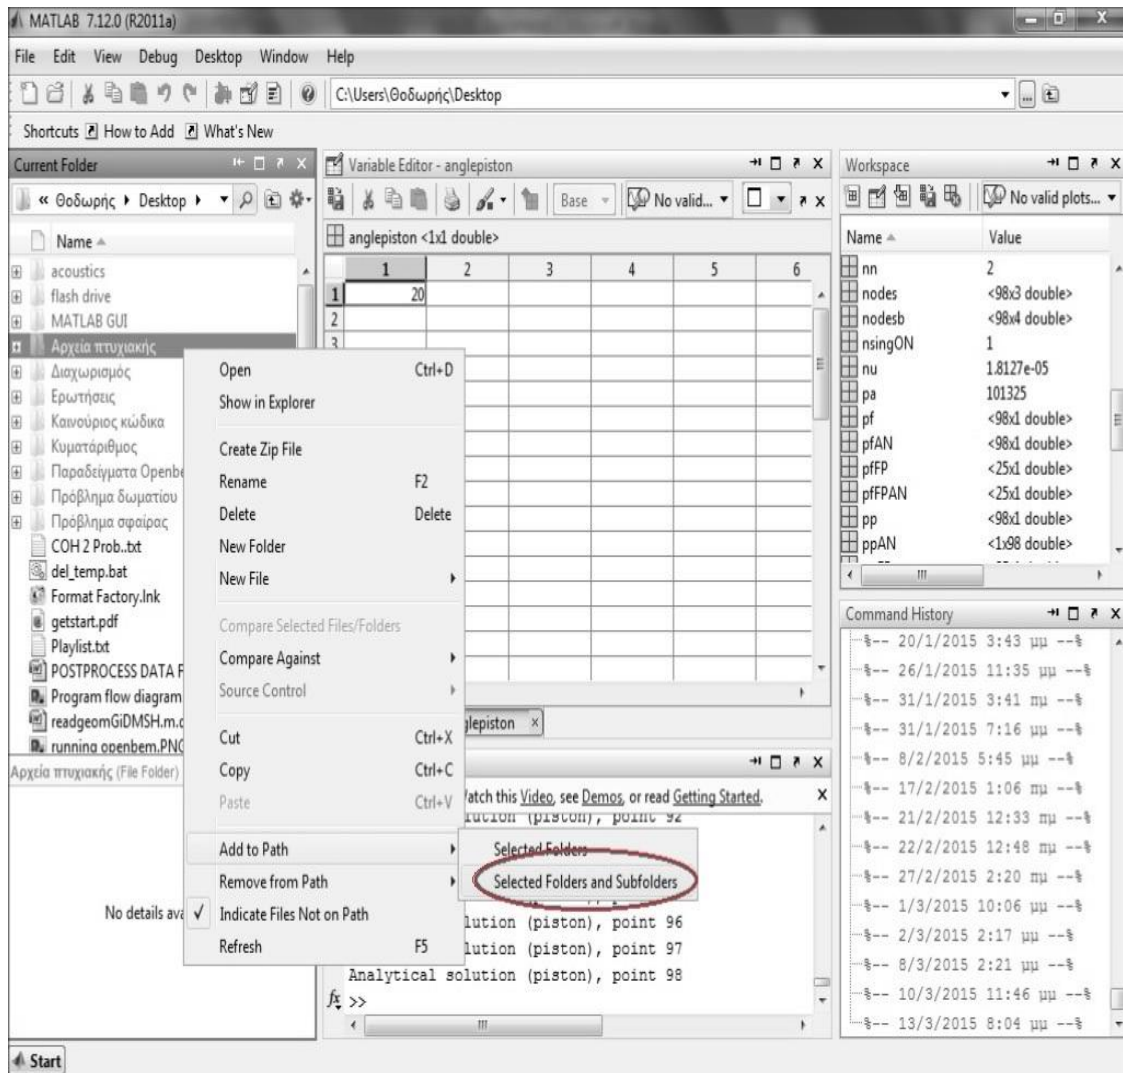 MATLAB 7.12.0 (R2011a)
File Edit View Debug Desktop Window Help
C:\Users\Θοδωρής\Desktop
Shortcuts How to Add What's New
Current Folder
« Θοδωρής Desktop
Name
acoustics
flash drive
MATLAB GUI
Αρχεία πτυχιακής
Διαχωρισμός
Ερωτήσεις
Καινούριος κώδικα
Κυματάριθμος
Παραδείγματα Openbe
Πρόβλημα δωματίου
Πρόβλημα σφαίρας
COH 2 Prob..txt
del_temp.bat
Format Factory.lnk
getstart.pdf
Playlist.txt
POSTPROCESS DATA F
Program flow diagram
readgeomGiDMSH.m.d
running openbem.PNG
Αρχεία πτυχιακής (File Folder)
No details ava
Open Ctrl+D
Show in Explorer
Create Zip File
Rename F2
Delete Delete
New Folder
New File
Compare Selected Files/Folders
Compare Against
Source Control
Cut Ctrl+X
Copy Ctrl+C
Paste Ctrl+V
Add to Path
Remove from Path
Indicate Files Not on Path
Refresh F5
Selected Folders
Selected Folders and Subfolders
Variable Editor - anglepiston
Base No valid...
anglepiston <1x1 double>
1 2 3 4 5 6
1 20
2
3
glepiston
Watch this Video, see Demos, or read Getting Started.
lution (piston), point 92
lution (piston), point 96
lution (piston), point 97
Analytical solution (piston), point 98
fx >>
Workspace
No valid plots...
Name Value
nn 2
nodes <98x3 double>
nodesb <98x4 double>
nsingON 1
nu 1.8127e-05
pa 101325
pf <98x1 double>
pfAN <98x1 double>
pfFP <25x1 double>
pfFPAN <25x1 double>
pp <98x1 double>
ppAN <1x98 double>
Command History
%-- 20/1/2015 3:43 μμ --%
%-- 26/1/2015 11:35 μμ --%
%-- 31/1/2015 3:41 πμ --%
%-- 31/1/2015 7:16 μμ --%
%-- 8/2/2015 5:45 μμ --%
%-- 17/2/2015 1:06 πμ --%
%-- 21/2/2015 12:33 πμ --%
%-- 22/2/2015 12:48 πμ --%
%-- 27/2/2015 2:20 πμ --%
%-- 1/3/2015 10:06 μμ --%
%-- 2/3/2015 2:17 μμ --%
%-- 8/3/2015 2:21 μμ --%
%-- 10/3/2015 11:46 μμ --%
%-- 13/3/2015 8:04 μμ --%
Start